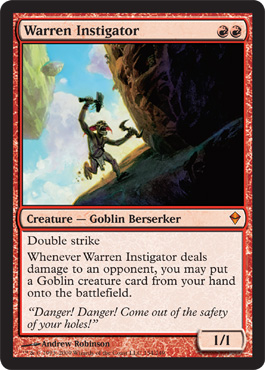 Warren Instigator
Creature — Goblin Berserker
Double strike
Whenever Warren Instigator deals
damage to an opponent, you may put
a Goblin creature card from your hand
onto the battlefield.
“Danger! Danger! Come out of the safety
of your holes!”
Andrew Robinson
1/1